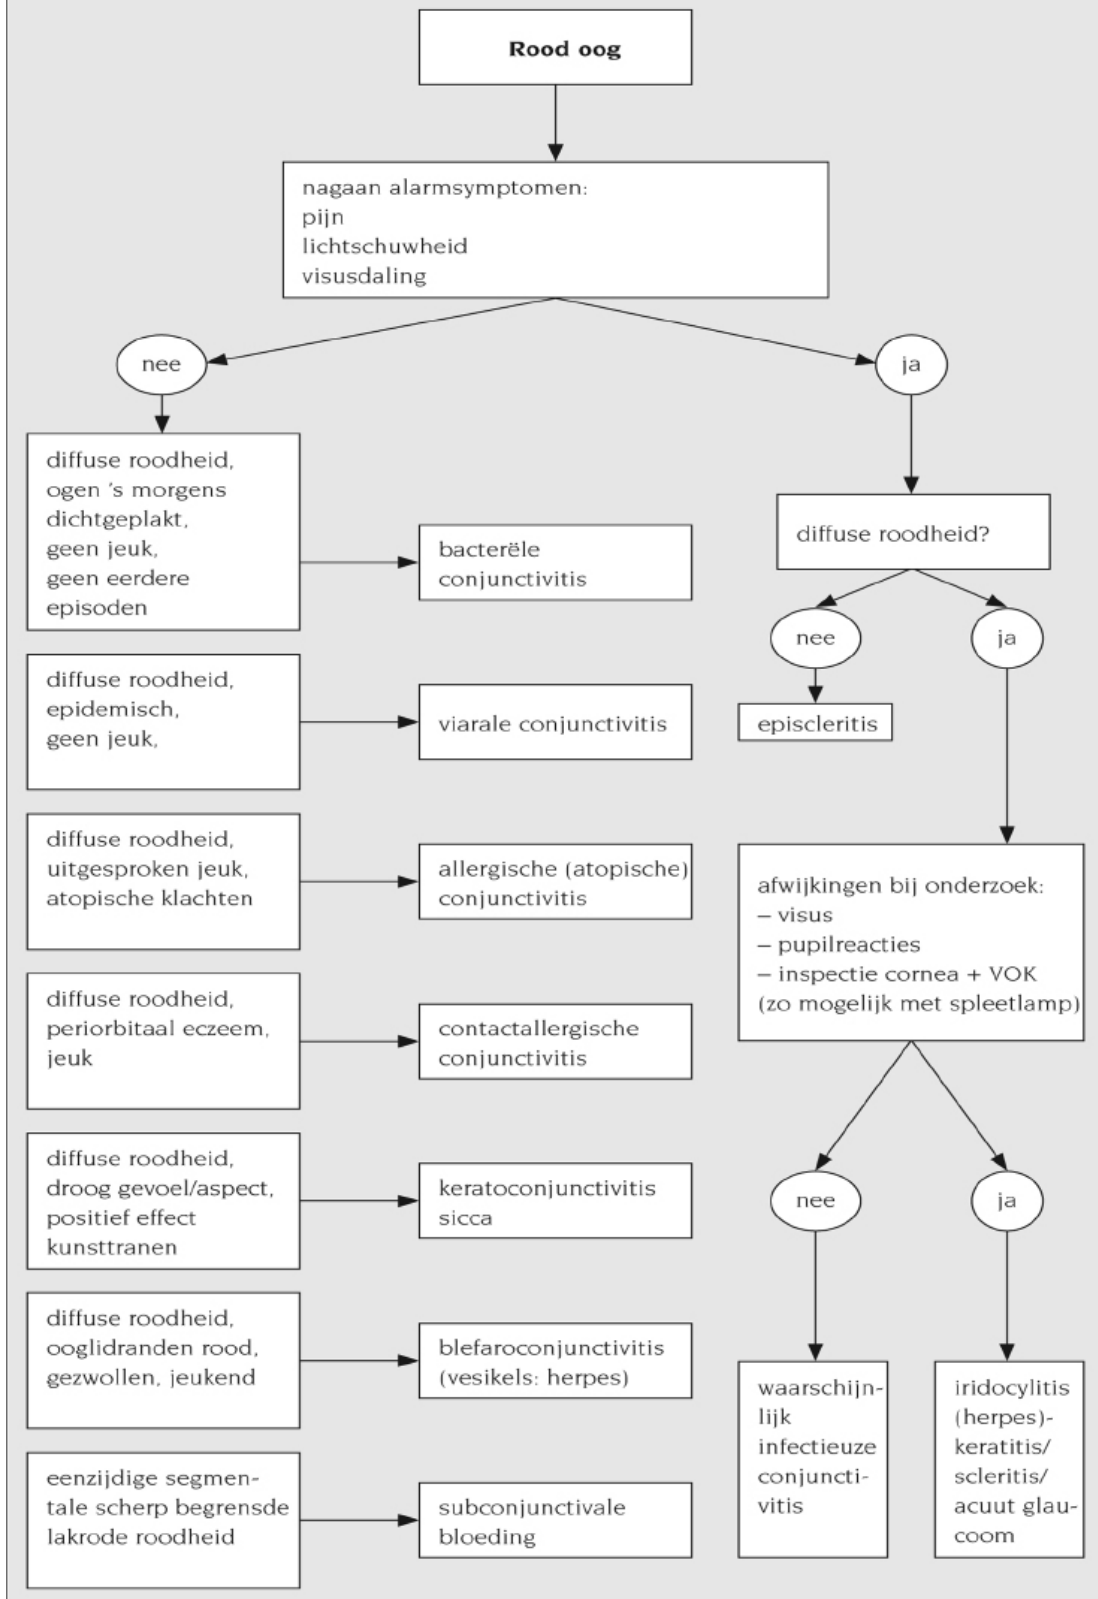 Rood oog
nagaan alarmsymptomen:
pijn
lichtschuwheid
visusdaling
nee
ja
diffuse roodheid,
ogen 's morgens
dichtgeplakt,
geen jeuk,
geen eerdere
episoden
bacterële
conjunctivitis
diffuse roodheid,
epidemisch,
geen jeuk,
viarale conjunctivitis
diffuse roodheid,
uitgesproken jeuk,
atopische klachten
allergische (atopische)
conjunctivitis
diffuse roodheid,
periorbitaal eczeem,
jeuk
contactallergische
conjunctivitis
diffuse roodheid,
droog gevoel/aspect,
positief effect
kunsttranen
keratoconjunctivitis
sicca
diffuse roodheid,
ooglidranden rood,
gezwollen, jeukend
blefaroconjunctivitis
(vesikels: herpes)
eenzijdige segmen-
tale scherp begrensde
lakrode roodheid
subconjunctivale
bloeding
diffuse roodheid?
nee
ja
episcleritis
afwijkingen bij onderzoek:
– visus
– pupilreacties
– inspectie cornea + VOK
(zo mogelijk met spleetlamp)
nee
ja
waarschijn-
lijk
infectieuze
conjuncti-
vitis
iridocylitis
(herpes)-
keratitis/
scleritis/
acuut glau-
coom